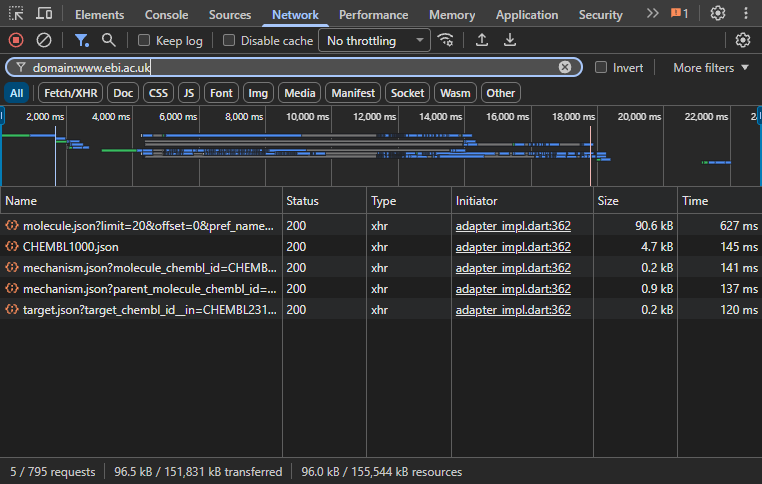 Elements Console Sources Network Performance Memory Application Security 1
Keep log Disable cache No throttling
domain:www.ebi.ac.uk Invert More filters
All Fetch/XHR Doc CSS JS Font Img Media Manifest Socket Wasm Other
2,000 ms 4,000 ms 6,000 ms 8,000 ms 10,000 ms 12,000 ms 14,000 ms 16,000 ms 18,000 ms 20,000 ms 22,000 ms 2
Name Status Type Initiator Size Time
molecule.json?limit=20&offset=0&pref_name... 200 xhr adapter_impl.dart:362 90.6 kB 627 ms
CHEMBL1000.json 200 xhr adapter_impl.dart:362 4.7 kB 145 ms
mechanism.json?molecule_chembl_id=CHEMB... 200 xhr adapter_impl.dart:362 0.2 kB 141 ms
mechanism.json?parent_molecule_chembl_id=... 200 xhr adapter_impl.dart:362 0.9 kB 137 ms
target.json?target_chembl_id__in=CHEMBL231... 200 xhr adapter_impl.dart:362 0.2 kB 120 ms
5 / 795 requests 96.5 kB / 151,831 kB transferred 96.0 kB / 155,544 kB resources